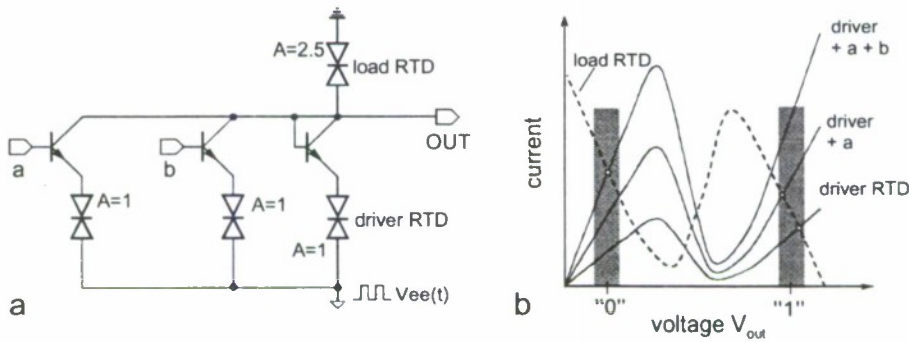 A=2.5
load RTD
OUT
a
b
A=1
A=1
driver RTD
A=1
Vee(t)
a
driver
+ a + b
load RTD
driver
+ a
driver RTD
current
"0"
"1"
voltage Vout
b